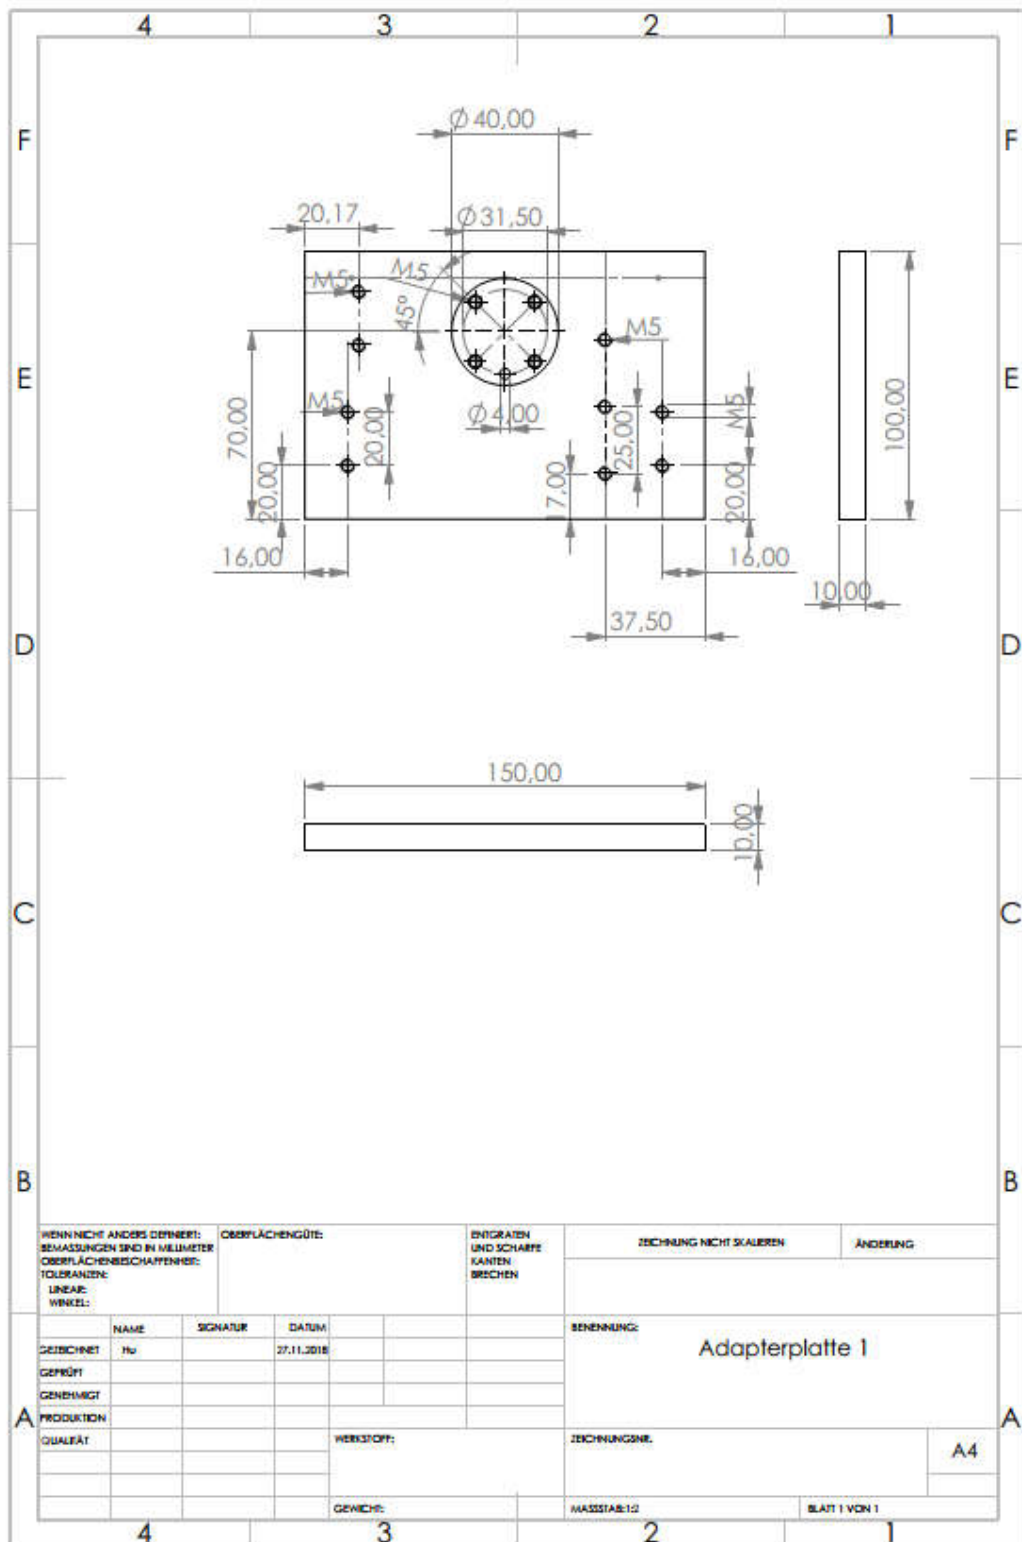 4 3 2 1
F F
Ø 40,00
20,17
Ø 31,50
M5
M5
45°
M5
E E
M5
M5
Ø 4,00
70,00
20,00
20,00
25,00
17,00
20,00
100,00
16,00
16,00
10,00
37,50
D D
150,00
10,00
C C
B B
WENN NICHT ANDERS DEFINIERT:
BEMASSUNGEN SIND IN MILLIMETER
OBERFLÄCHENBESCHAFFENHEIT:
TOLERANZEN:
LINEAR:
WINKEL:
OBERFLÄCHENGÜTE:
ENTGRATEN
UND SCHARFE
KANTEN
BRECHEN
ZEICHNUNG NICHT SKALIEREN
ÄNDERUNG
NAME SIGNATUR DATUM
GEZEICHNET Hu 27.11.2018
GEPRÜFT
GENEHMIGT
PRODUKTION
QUALITÄT
BENENNUNG:
Adapterplatte 1
A A
WERKSTOFF:
ZEICHNUNGSNR.
A4
GEWICHT:
MASSSTAB:1:2
BLATT 1 VON 1
4 3 2 1